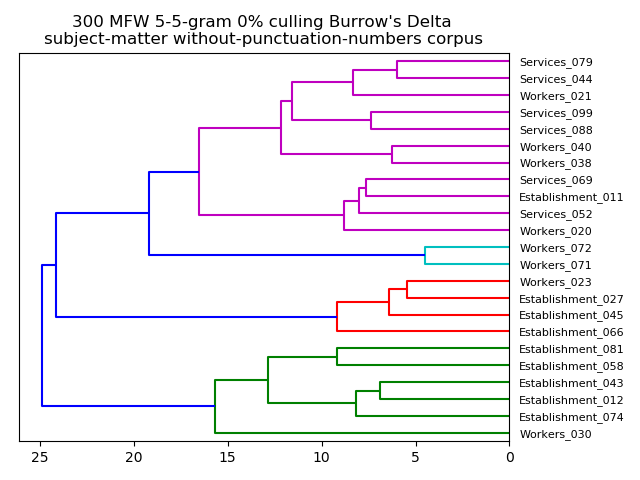 300 MFW 5-5-gram 0% culling Burrow's Delta
subject-matter without-punctuation-numbers corpus
Services_079
Services_044
Workers_021
Services_099
Services_088
Workers_040
Workers_038
Services_069
Establishment_011
Services_052
Workers_020
Workers_072
Workers_071
Workers_023
Establishment_027
Establishment_045
Establishment_066
Establishment_081
Establishment_058
Establishment_043
Establishment_012
Establishment_074
Workers_030
25 20 15 10 5 0